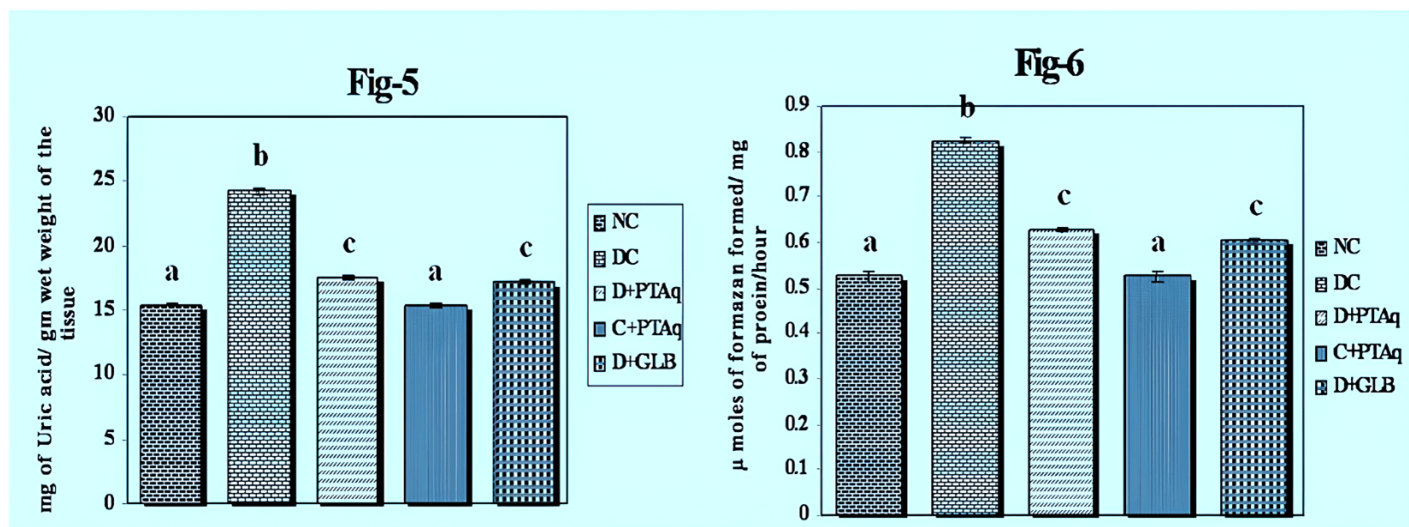 Fig-5
mg of Uric acid/ gm wet weight of the
tissue
30
25
20
15
10
5
0
a
b
c
a
c
NC
DC
D+PTAq
C+PTAq
D+GLB
Fig-6
µ moles of formazan formed/ mg
of proein/hour
0.9
0.8
0.7
0.6
0.5
0.4
0.3
0.2
0.1
0
a
b
c
a
c
NC
DC
D+PTAq
C+PTAq
D+GLB